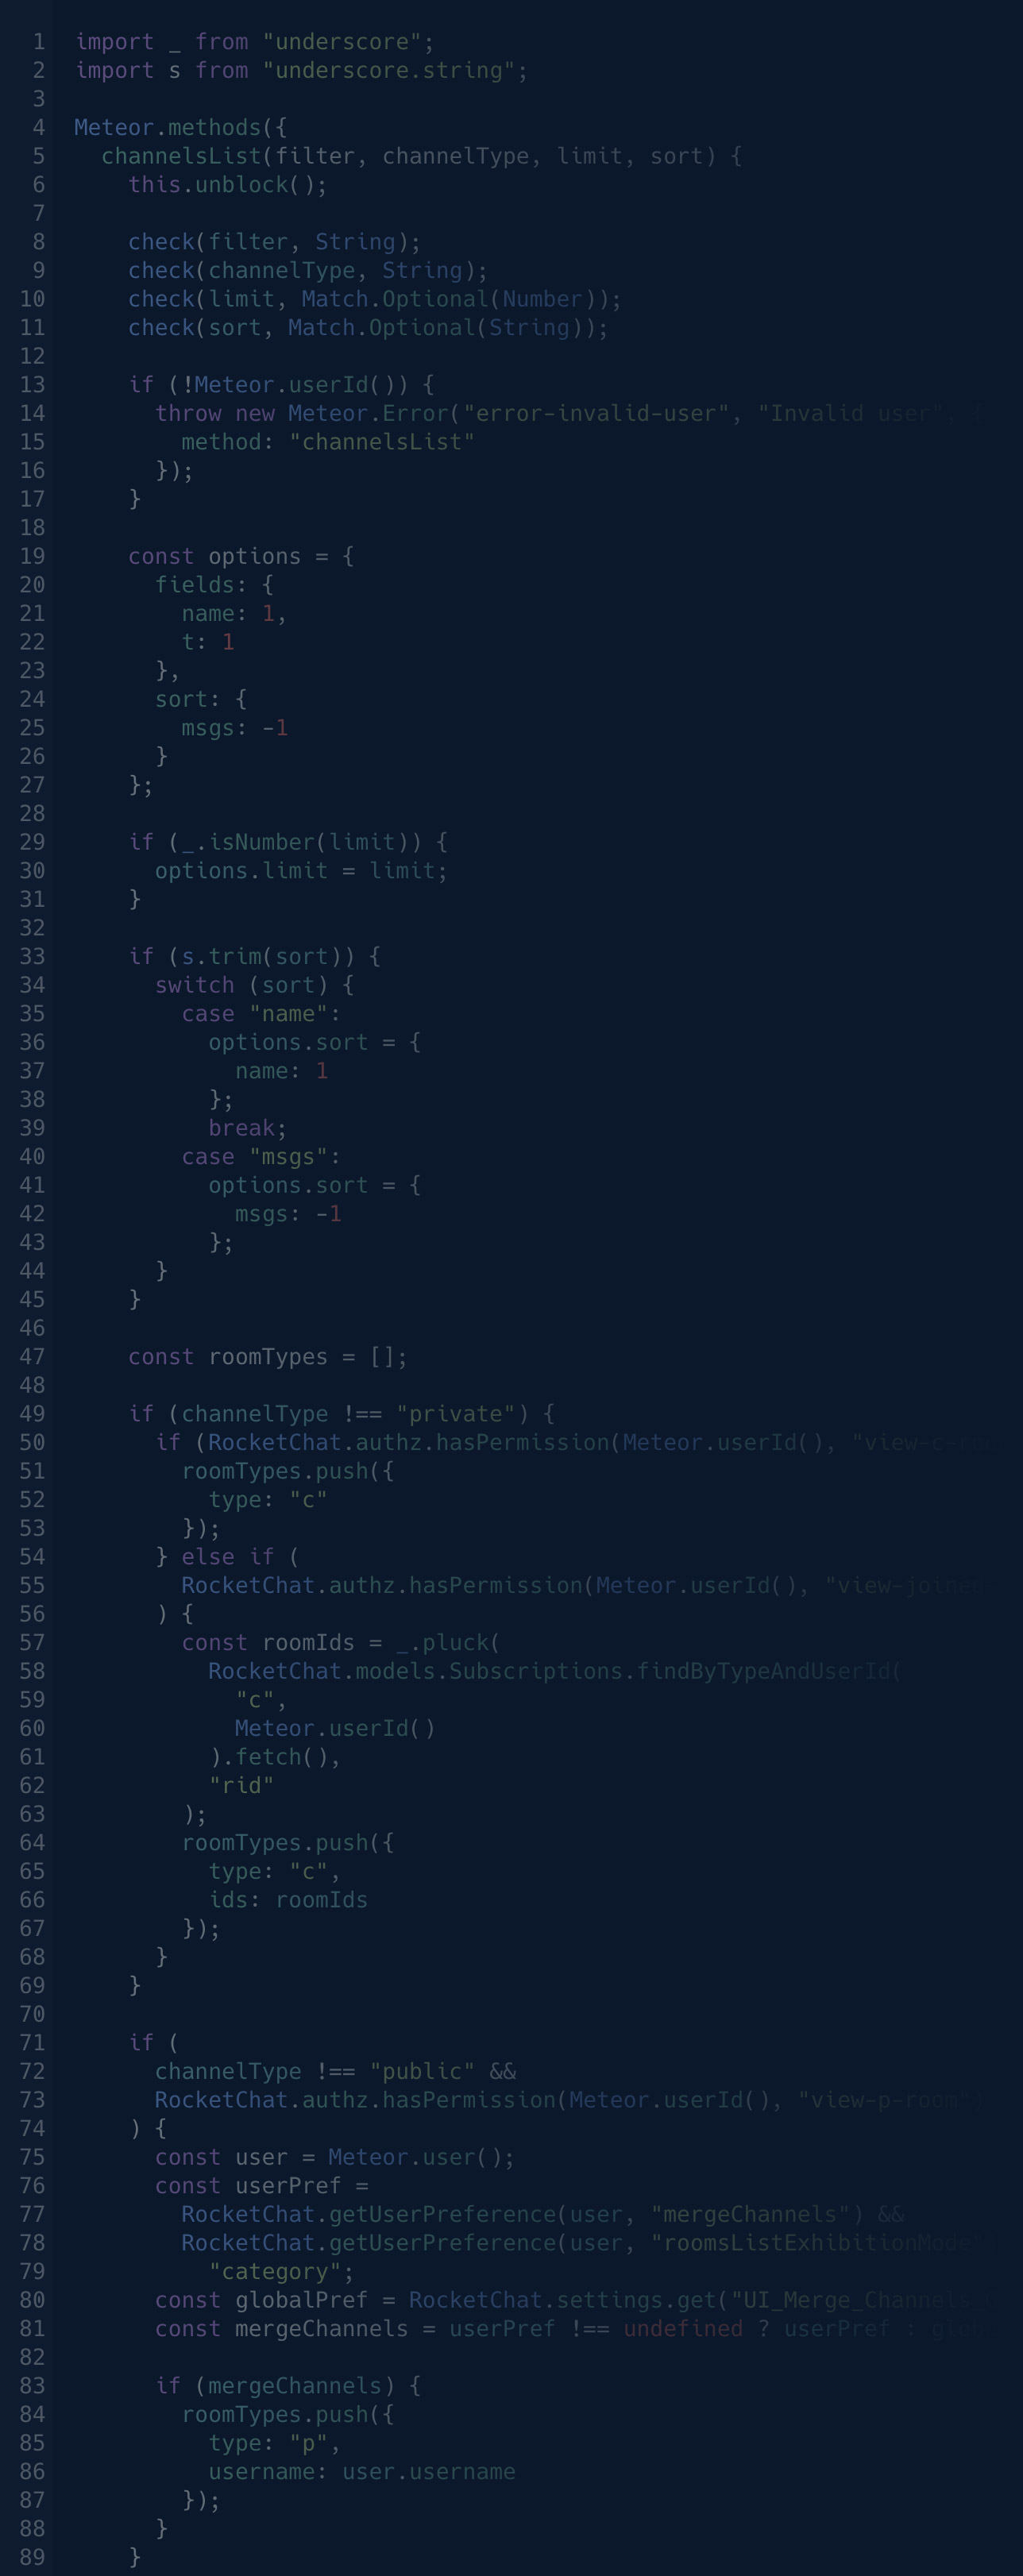 1 import _ from "underscore";
2 import s from "underscore.string";
3
4 Meteor.methods({
5 channelsList(filter, channelType, limit, sort) {
6 this.unblock();
7
8 check(filter, String);
9 check(channelType, String);
10 check(limit, Match.Optional(Number));
11 check(sort, Match.Optional(String));
12
13 if (!Meteor.userId()) {
14 throw new Meteor.Error("error-invalid-user", "Invalid user", {
15 method: "channelsList"
16 });
17 }
18
19 const options = {
20 fields: {
21 name: 1,
22 t: 1
23 },
24 sort: {
25 msgs: -1
26 }
27 };
28
29 if (_.isNumber(limit)) {
30 options.limit = limit;
31 }
32
33 if (s.trim(sort)) {
34 switch (sort) {
35 case "name":
36 options.sort = {
37 name: 1
38 };
39 break;
40 case "msgs":
41 options.sort = {
42 msgs: -1
43 };
44 }
45 }
46
47 const roomTypes = [];
48
49 if (channelType !== "private") {
50 if (RocketChat.authz.hasPermission(Meteor.userId(), "view-c-
51 roomTypes.push({
52 type: "c"
53 });
54 } else if (
55 RocketChat.authz.hasPermission(Meteor.userId(), "view-joine
56 ) {
57 const roomIds = _.pluck(
58 RocketChat.models.Subscriptions.findByTypeAndUserId(
59 "c",
60 Meteor.userId()
61 ).fetch(),
62 "rid"
63 );
64 roomTypes.push({
65 type: "c",
66 ids: roomIds
67 });
68 }
69 }
70
71 if (
72 channelType !== "public" &&
73 RocketChat.authz.hasPermission(Meteor.userId(), "view-p-room"
74 ) {
75 const user = Meteor.user();
76 const userPref =
77 RocketChat.getUserPreference(user, "mergeChannels") &&
78 RocketChat.getUserPreference(user, "roomsListExhibitionMode
79 "category";
80 const globalPref = RocketChat.settings.get("UI_Merge_Channels
81 const mergeChannels = userPref !== undefined ? userPref :
82
83 if (mergeChannels) {
84 roomTypes.push({
85 type: "p",
86 username: user.username
87 });
88 }
89 }